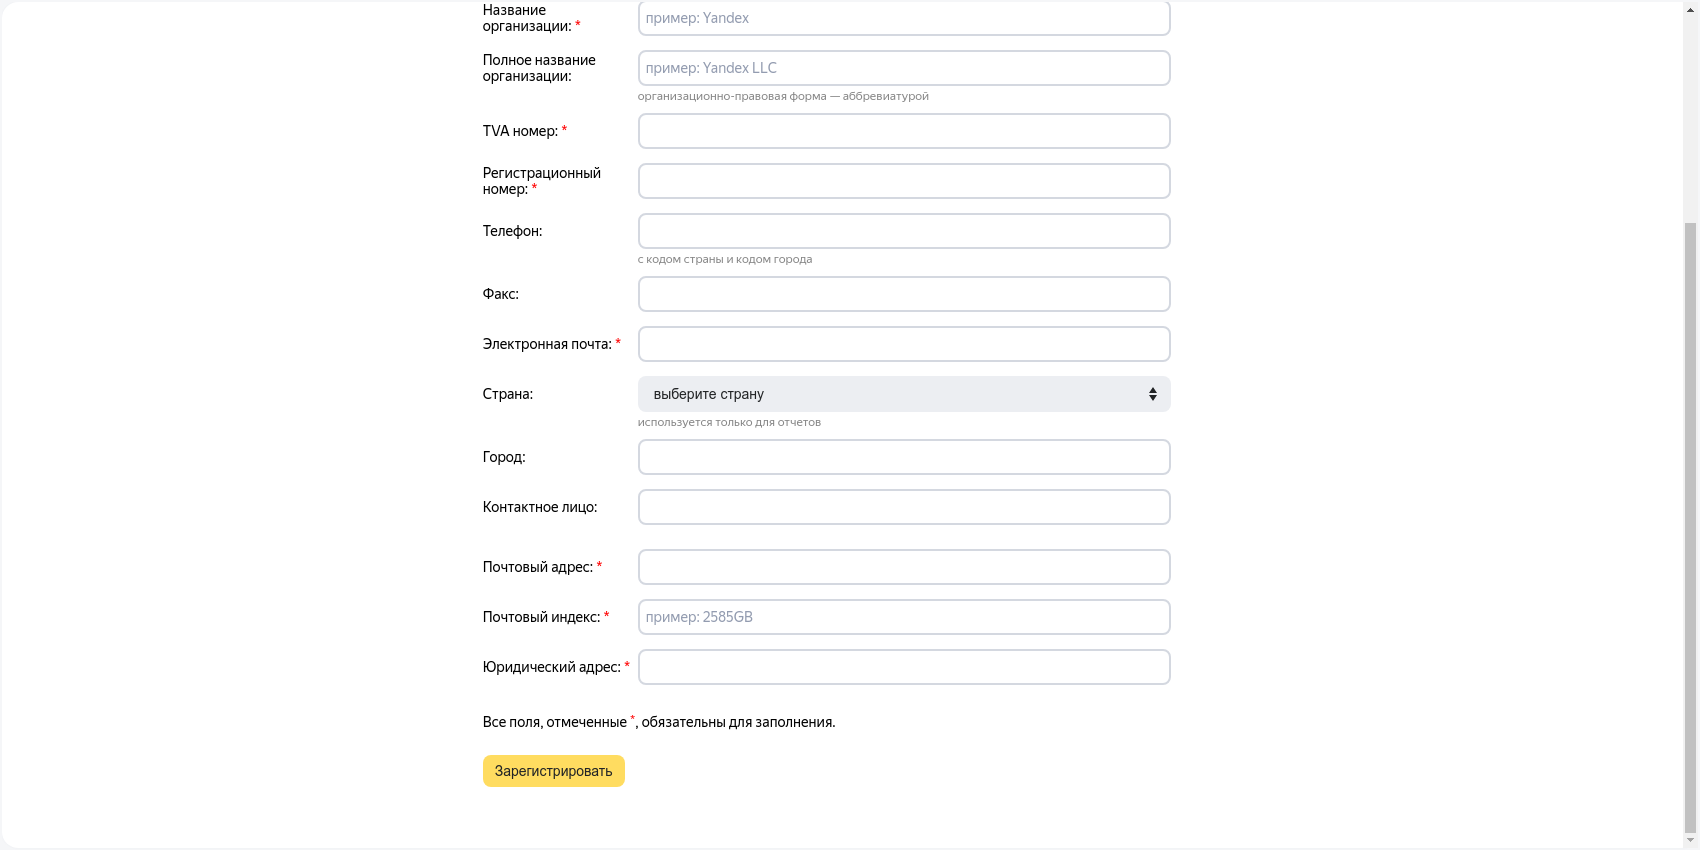 Название
организации: *
пример: Yandex
Полное название
организации:
пример: Yandex LLC
организационно-правовая форма — аббревиатурой
TVA номер: *
Регистрационный
номер: *
Телефон:
с кодом страны и кодом города
Факс:
Электронная почта: *
Страна:
выберите страну
используется только для отчетов
Город:
Контактное лицо:
Почтовый адрес: *
Почтовый индекс: *
пример: 2585GB
Юридический адрес: *
Все поля, отмеченные *, обязательны для заполнения.
Зарегистрировать